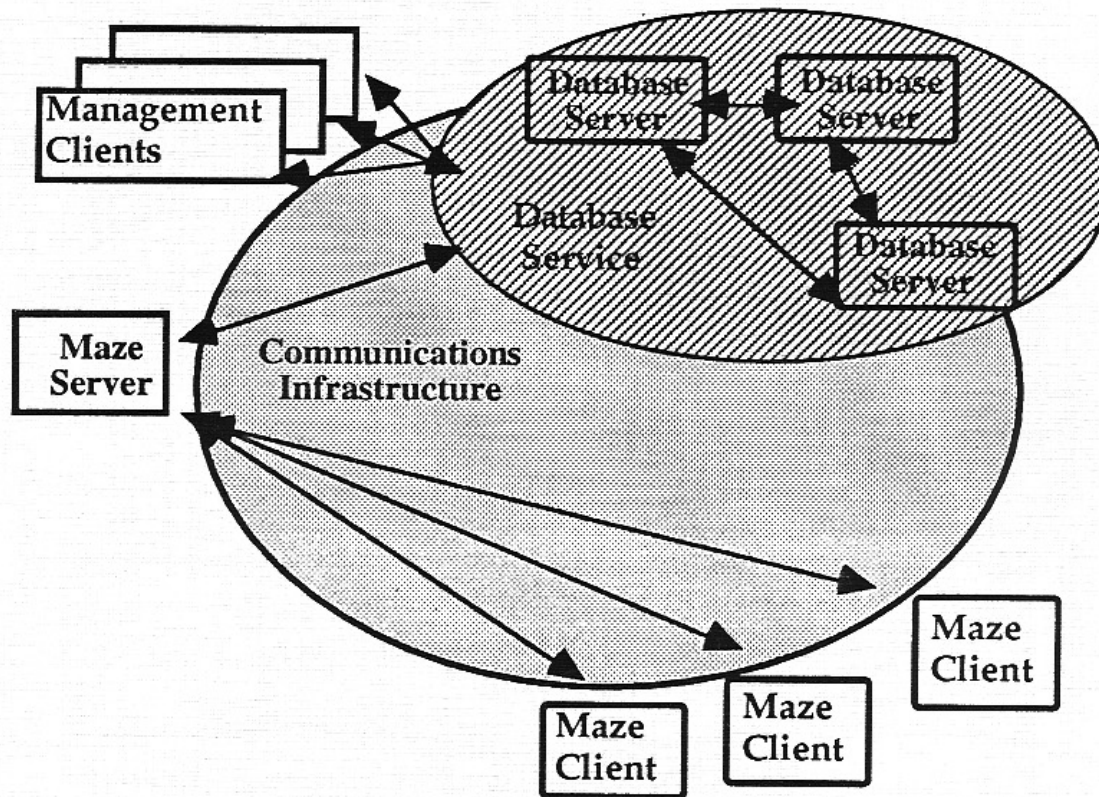 Management
Clients
Database
Server
Database
Server
Database
Service
Database
Server
Maze
Server
Communications
Infrastructure
Maze
Client
Maze
Client
Maze
Client